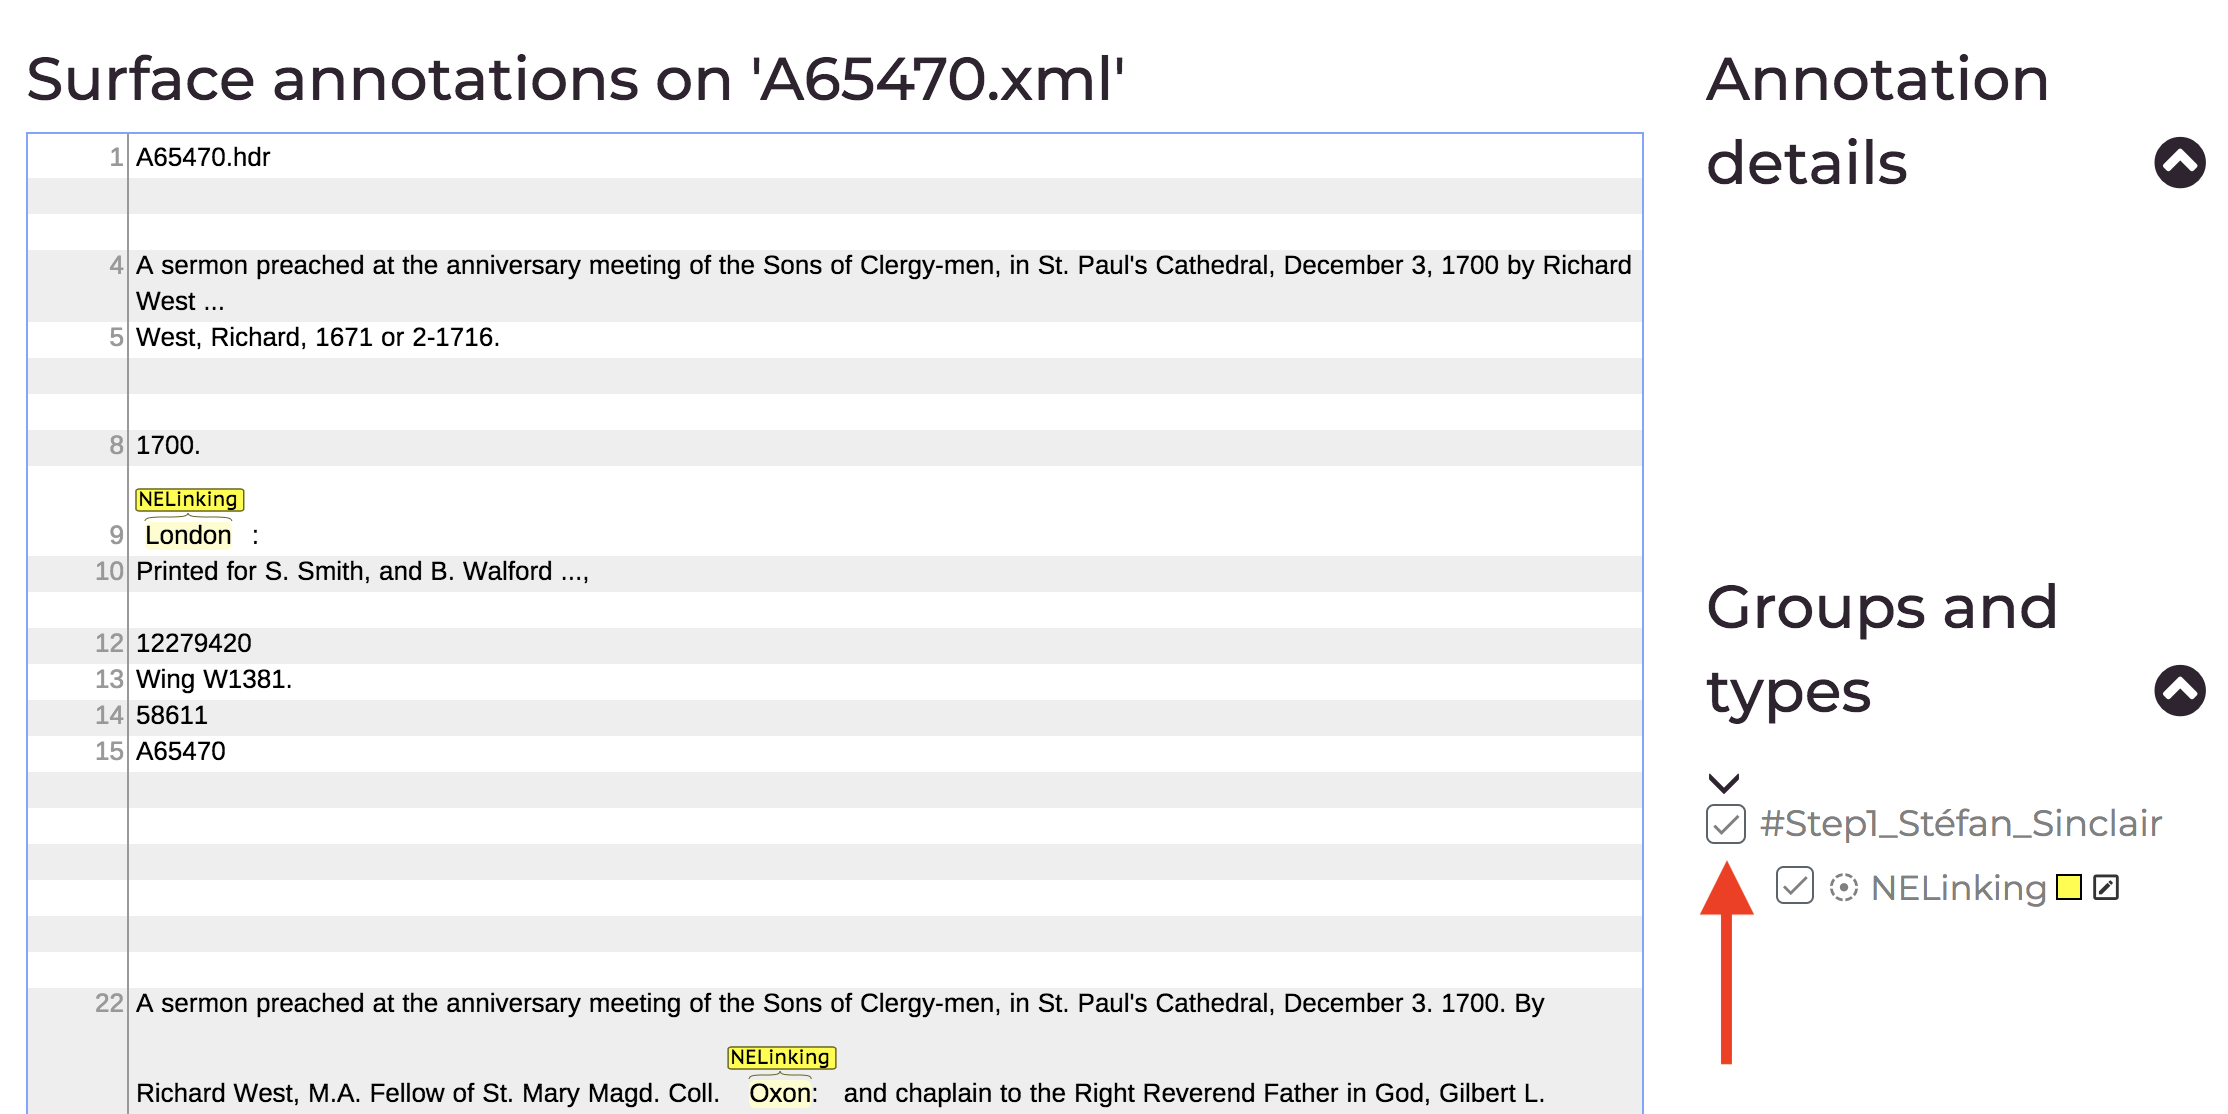 Surface annotations on 'A65470.xml'
1 A65470.hdr
4 A sermon preached at the anniversary meeting of the Sons of Clergy-men, in St. Paul's Cathedral, December 3, 1700 by Richard
West ...
5 West, Richard, 1671 or 2-1716.
8 1700.
NELinking
9 London :
10 Printed for S. Smith, and B. Walford ...,
12 12279420
13 Wing W1381.
14 58611
15 A65470
22 A sermon preached at the anniversary meeting of the Sons of Clergy-men, in St. Paul's Cathedral, December 3. 1700. By
NELinking
Richard West, M.A. Fellow of St. Mary Magd. Coll. Oxon: and chaplain to the Right Reverend Father in God, Gilbert L.
Annotation
details
Groups and
types
#Step1_Stéfan_Sinclair
NELinking